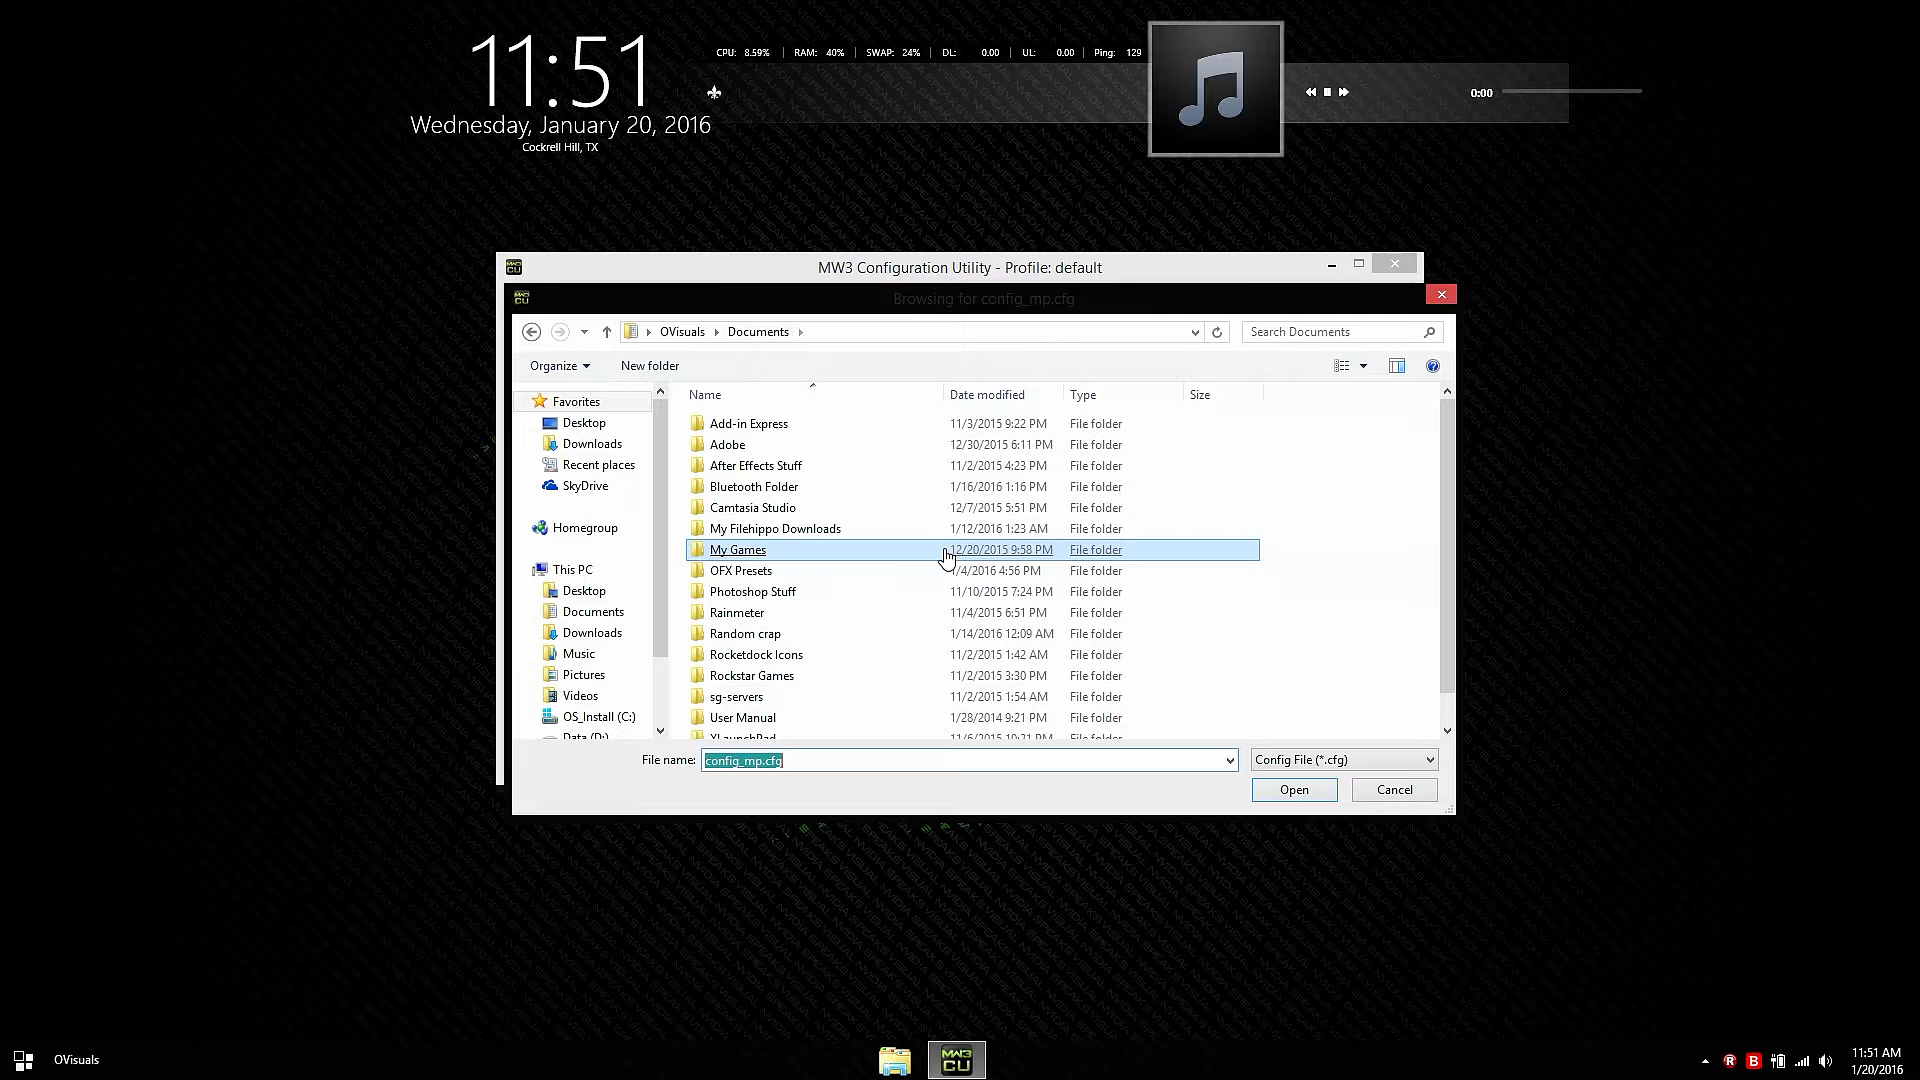 11:51
CPU: 8.59% RAM: 40% SWAP: 24% DL: 0.00 UL: 0.00 Ping: 129
0:00
Wednesday, January 20, 2016
Cockrell Hill, TX
MW3 Configuration Utility - Profile: default
Browsing for config_mp.cfg
OVisuals Documents Search Documents
Organize New folder
Name Date modified Type Size
Favorites
Desktop
Downloads
Recent places
SkyDrive
Homegroup
This PC
Desktop
Documents
Downloads
Music
Pictures
Videos
OS_Install (C:)
Data (D:)
Add-in Express 11/3/2015 9:22 PM File folder
Adobe 12/30/2015 6:11 PM File folder
After Effects Stuff 11/2/2015 4:23 PM File folder
Bluetooth Folder 1/16/2016 1:16 PM File folder
Camtasia Studio 12/7/2015 5:51 PM File folder
My Filehippo Downloads 1/12/2016 1:23 AM File folder
My Games 12/20/2015 9:58 PM File folder
OFX Presets 1/4/2016 4:56 PM File folder
Photoshop Stuff 11/10/2015 7:24 PM File folder
Rainmeter 11/4/2015 6:51 PM File folder
Random crap 1/14/2016 12:09 AM File folder
Rocketdock Icons 11/2/2015 1:42 AM File folder
Rockstar Games 11/2/2015 3:30 PM File folder
sg-servers 11/2/2015 1:54 AM File folder
User Manual 1/28/2014 9:21 PM File folder
XLaunchPad 11/6/2015 10:21 PM File folder
File name: config_mp.cfg Config File (*.cfg)
Open Cancel
OVisuals
MW3
CU
11:51 AM
1/20/2016